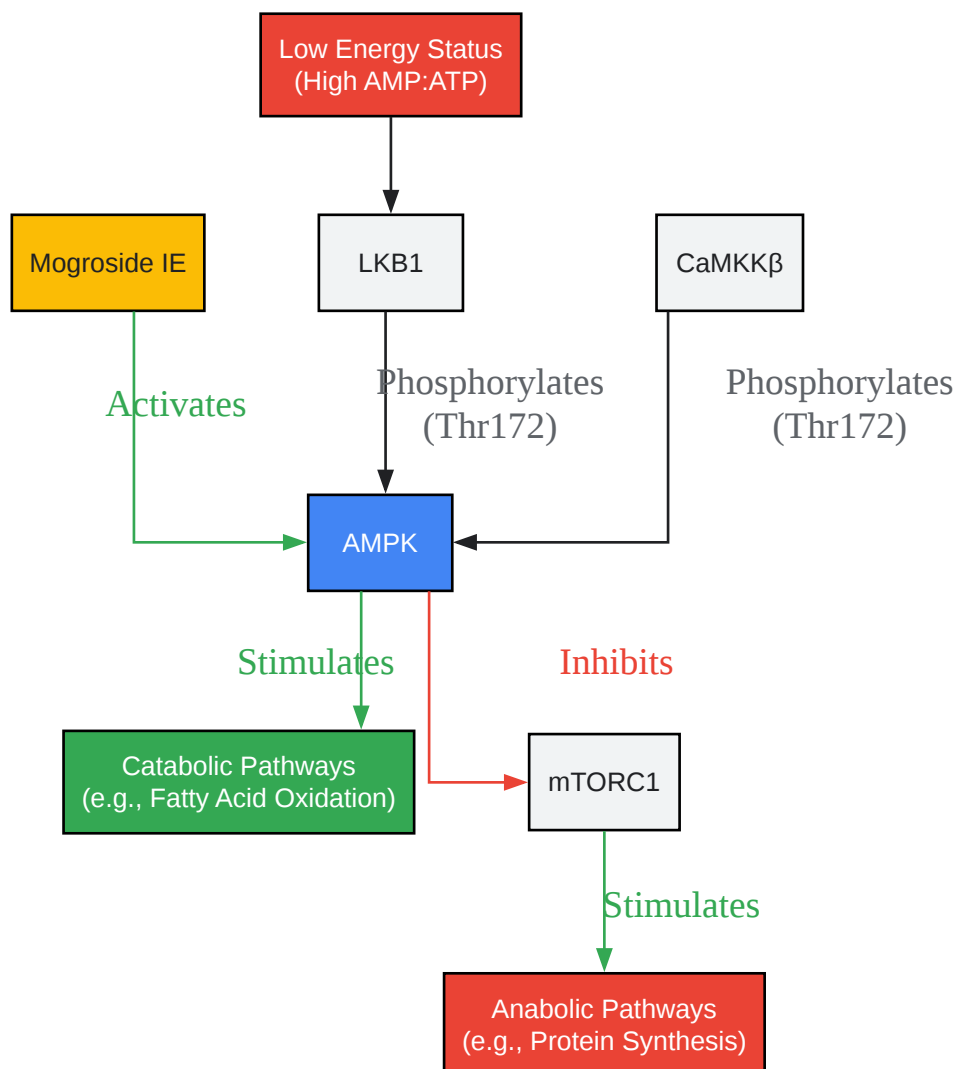 Low Energy Status
(High AMP:ATP)
Mogroside IE
LKB1
CaMKKβ
Activates
Phosphorylates
(Thr172)
Phosphorylates
(Thr172)
AMPK
Stimulates
Inhibits
Catabolic Pathways
(e.g., Fatty Acid Oxidation)
mTORC1
Stimulates
Anabolic Pathways
(e.g., Protein Synthesis)